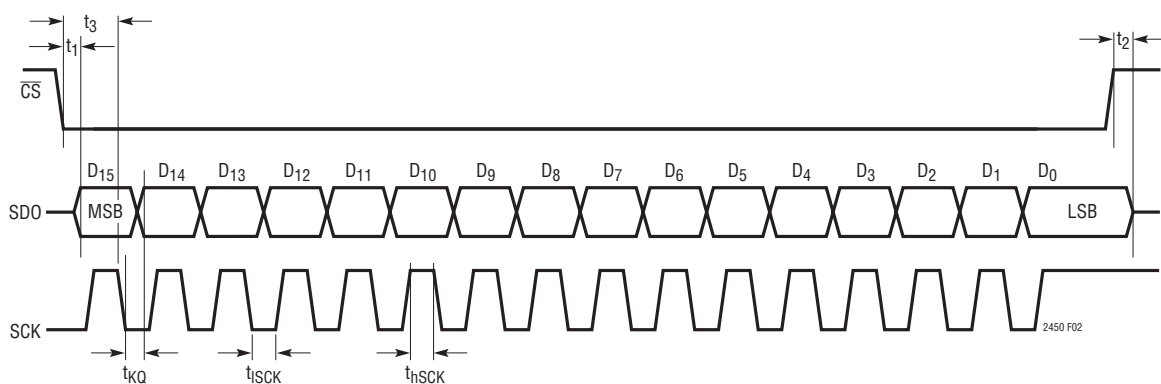 t3
t1
t2
CS
D15 D14 D13 D12 D11 D10 D9 D8 D7 D6 D5 D4 D3 D2 D1 D0
SDO MSB LSB
SCK
2450 F02
tKQ tlSCK thSCK